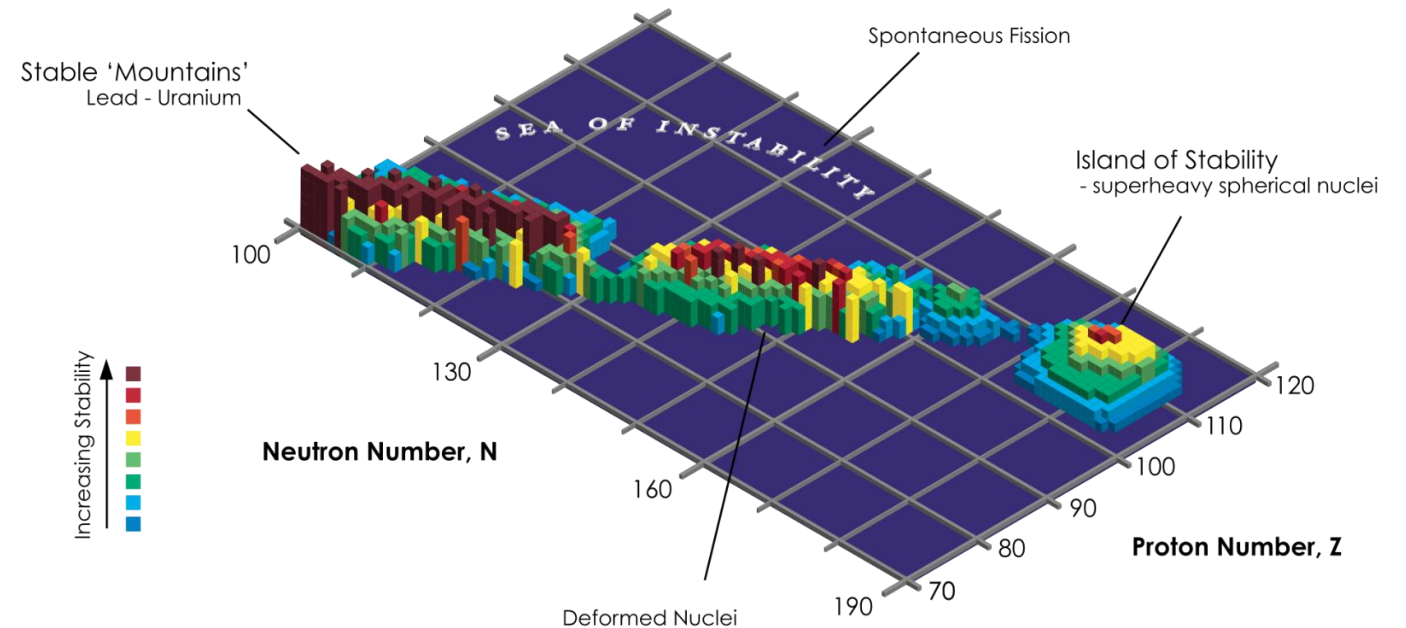 Spontaneous Fission
Stable ‘Mountains’
Lead - Uranium
SEA OF INSTABILITY
Island of Stability
- superheavy spherical nuclei
100
130
160
190
Neutron Number, N
120
110
100
90
80
70
Proton Number, Z
Increasing Stability
Deformed Nuclei